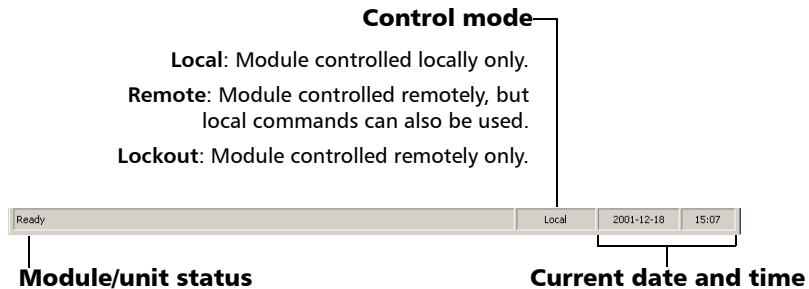 Control mode
Local: Module controlled locally only.
Remote: Module controlled remotely, but
local commands can also be used.
Lockout: Module controlled remotely only.
Ready Local 2001-12-18 15:07
Module/unit status Current date and time